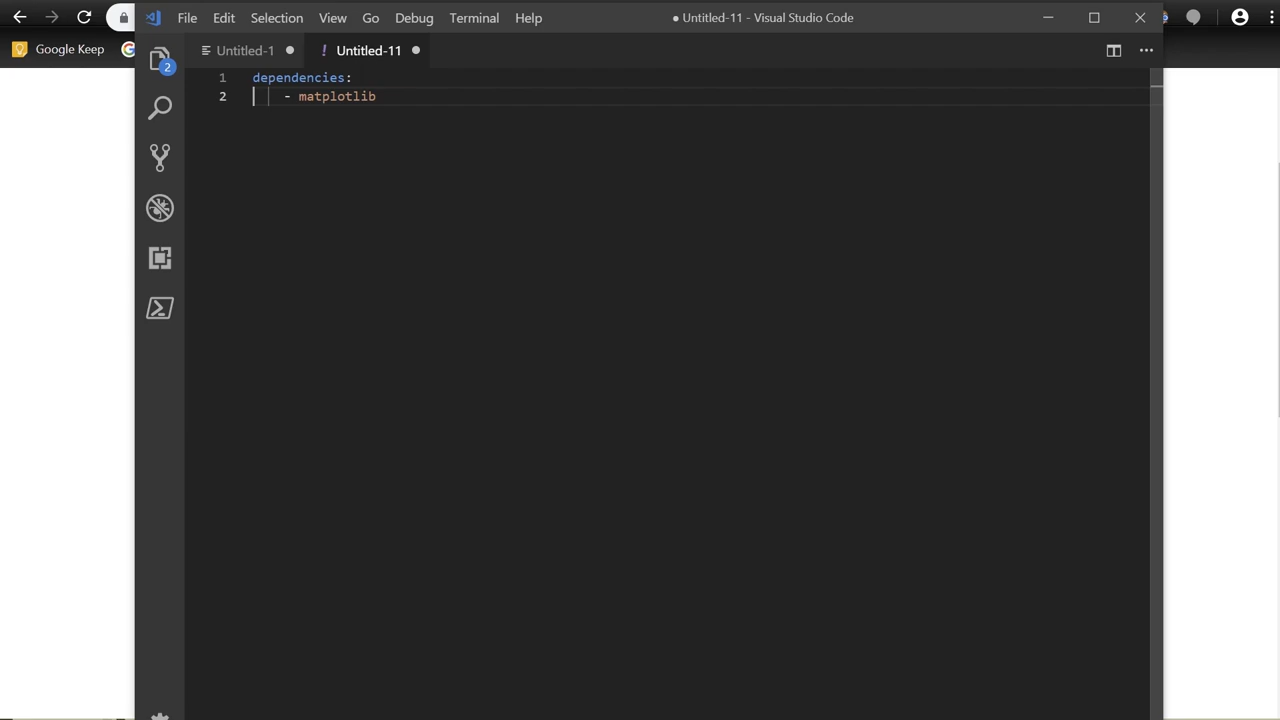 File Edit Selection View Go Debug Terminal Help ● Untitled-11 - Visual Studio Code
Google Keep
Untitled-1 Untitled-11
2
1 dependencies:
2 - matplotlib